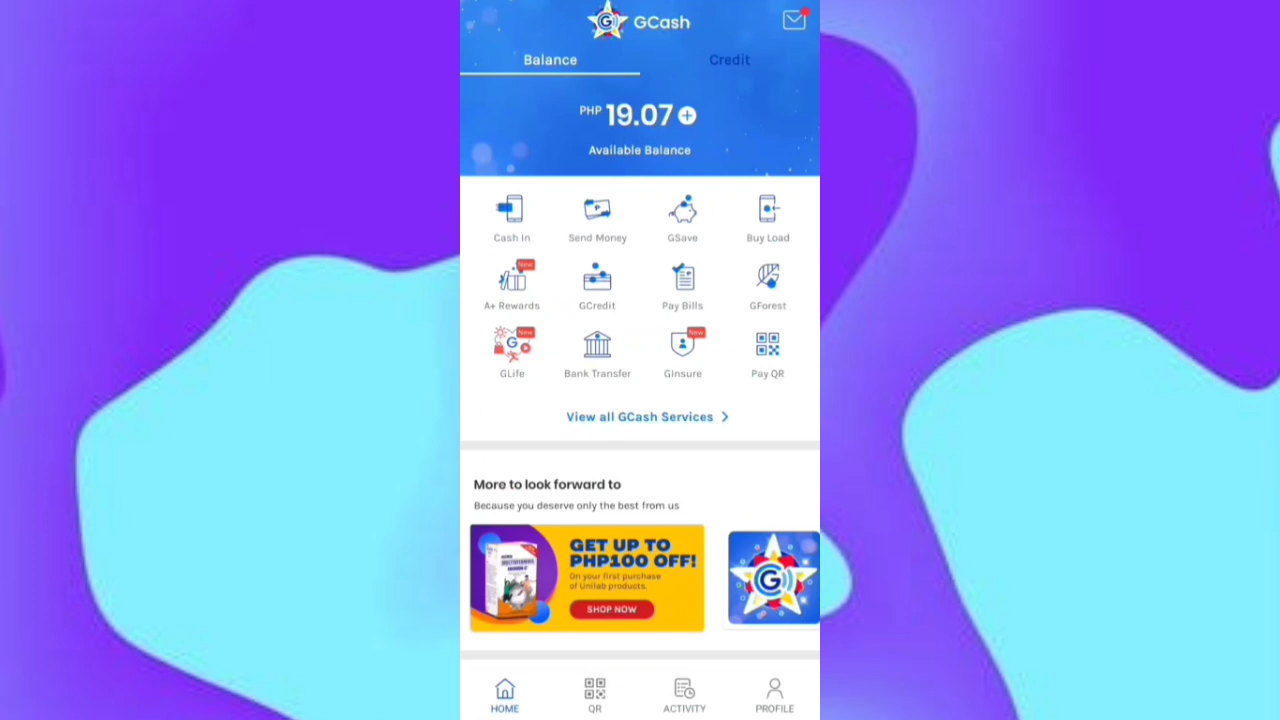 GCash
Balance
Credit
PHP 19.07
Available Balance
Cash In
Send Money
GSave
Buy Load
New
A+ Rewards
GCredit
Pay Bills
GForest
New
G
GLife
Bank Transfer
New
GInsure
Pay QR
View all GCash Services
More to look forward to
Because you deserve only the best from us
GET UP TO
PHP100 OFF!
On your first purchase
of Unilab products.
SHOP NOW
G
HOME
QR
ACTIVITY
PROFILE